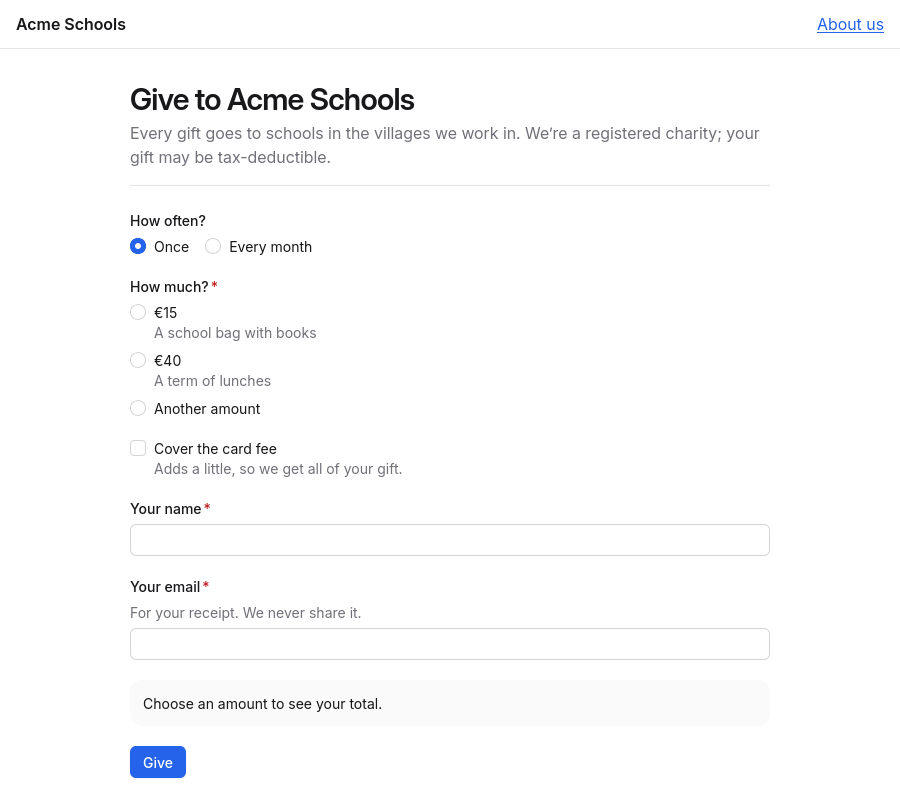 Acme Schools
About us
Give to Acme Schools
Every gift goes to schools in the villages we work in. We're a registered charity; your
gift may be tax-deductible.
How often?
Once
Every month
How much?*
€15
A school bag with books
€40
A term of lunches
Another amount
Cover the card fee
Adds a little, so we get all of your gift.
Your name*
Your email*
For your receipt. We never share it.
Choose an amount to see your total.
Give